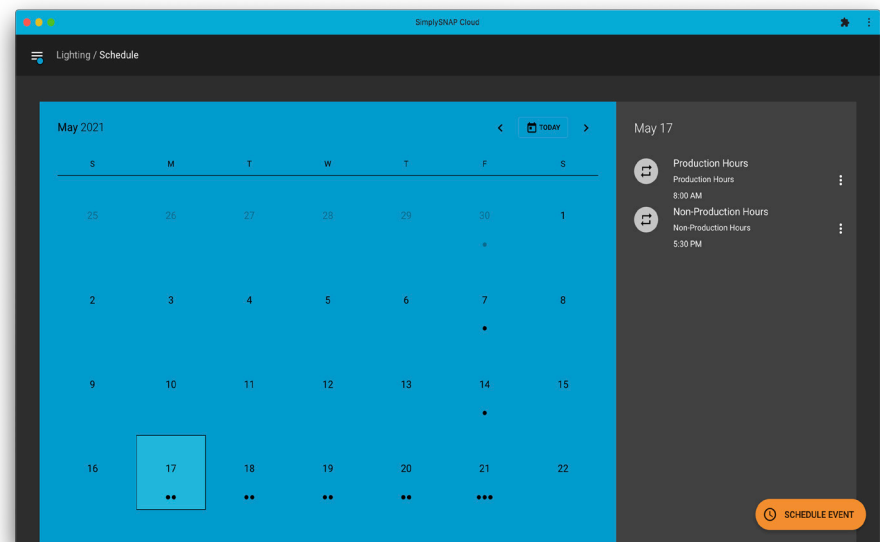 SimplySNAP Cloud
Lighting / Schedule
May 2021
TODAY
S M T W T F S
25 26 27 28 29 30 1
2 3 4 5 6 7 8
9 10 11 12 13 14 15
16 17 18 19 20 21 22
May 17
Production Hours
Production Hours
8:00 AM
Non-Production Hours
Non-Production Hours
5:30 PM
SCHEDULE EVENT